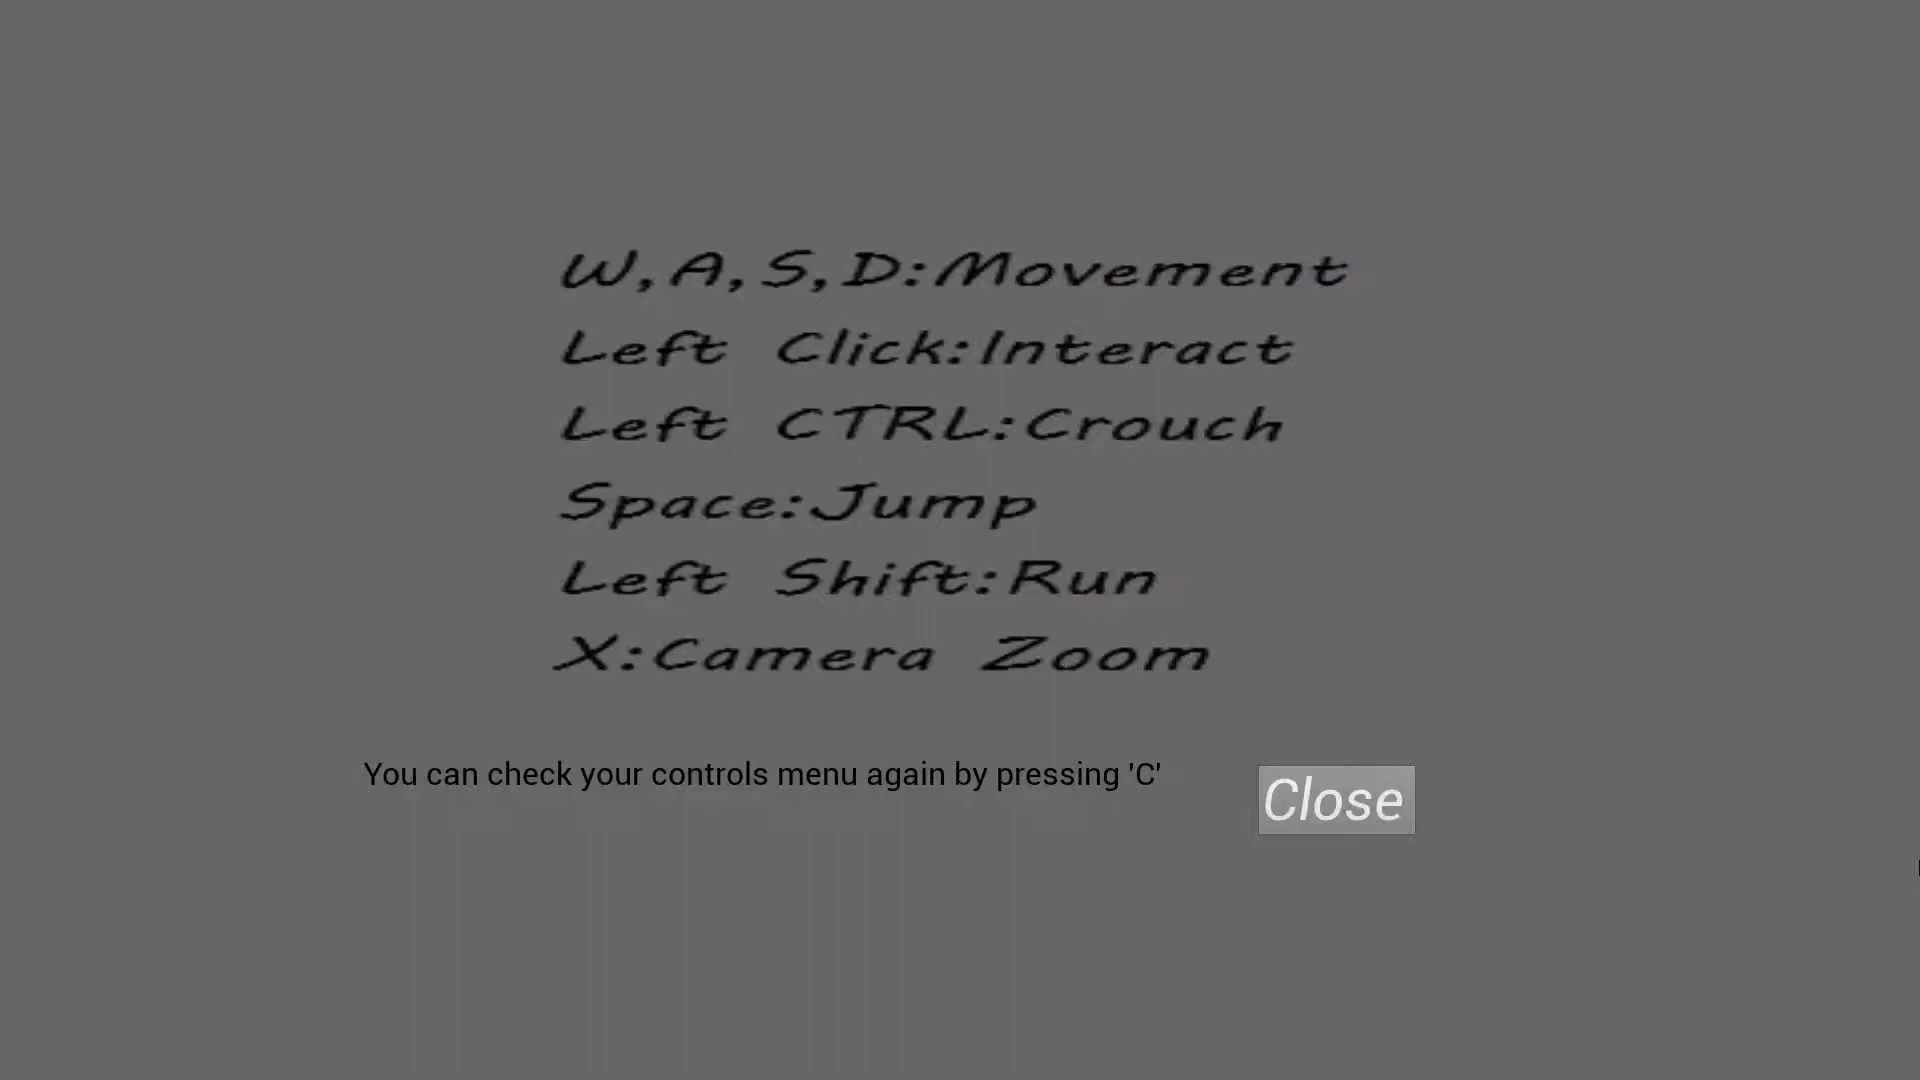 W,A,S,D:Movement
Left Click:Interact
Left CTRL:Crouch
Space:Jump
Left Shift:Run
X:Camera Zoom
You can check your controls menu again by pressing 'C'
Close